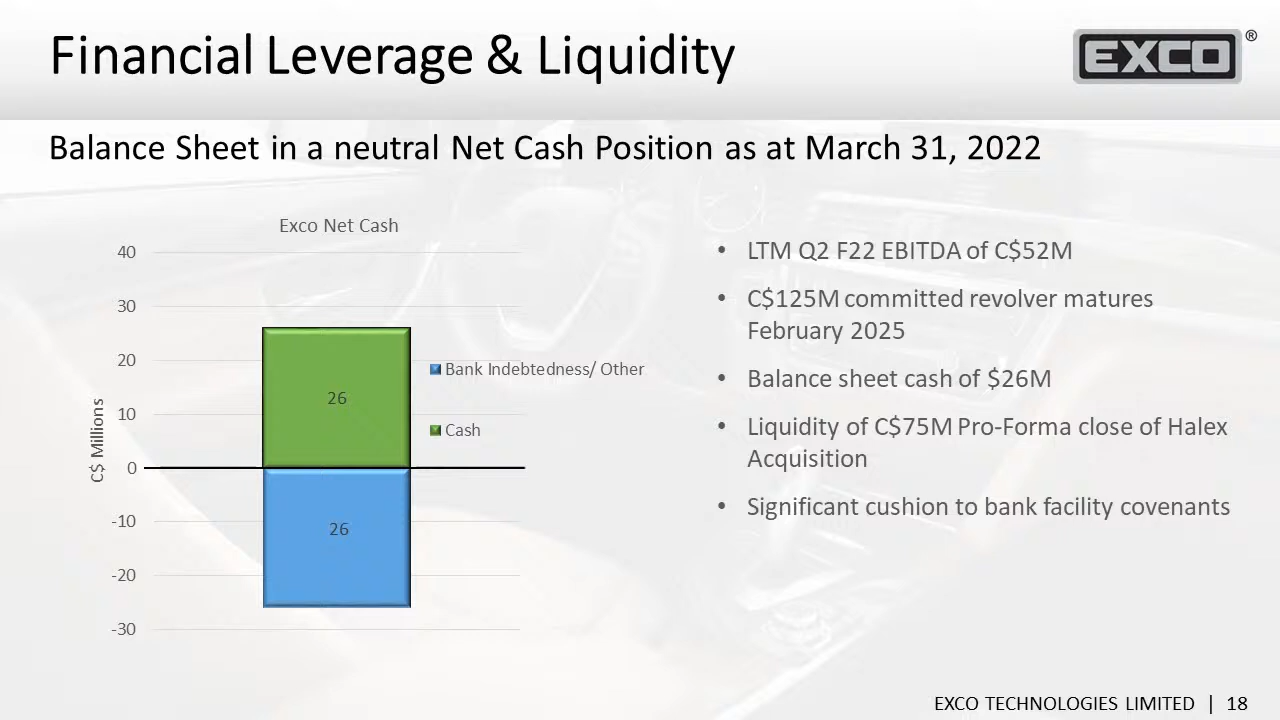 Financial Leverage & Liquidity
EXCO®
Balance Sheet in a neutral Net Cash Position as at March 31, 2022
Exco Net Cash
C$ Millions
40
30
20
10
0
-10
-20
-30
26
26
Bank Indebtedness/ Other
Cash
• LTM Q2 F22 EBITDA of C$52M
• C$125M committed revolver matures
February 2025
• Balance sheet cash of $26M
• Liquidity of C$75M Pro-Forma close of Halex
Acquisition
• Significant cushion to bank facility covenants
EXCO TECHNOLOGIES LIMITED | 18